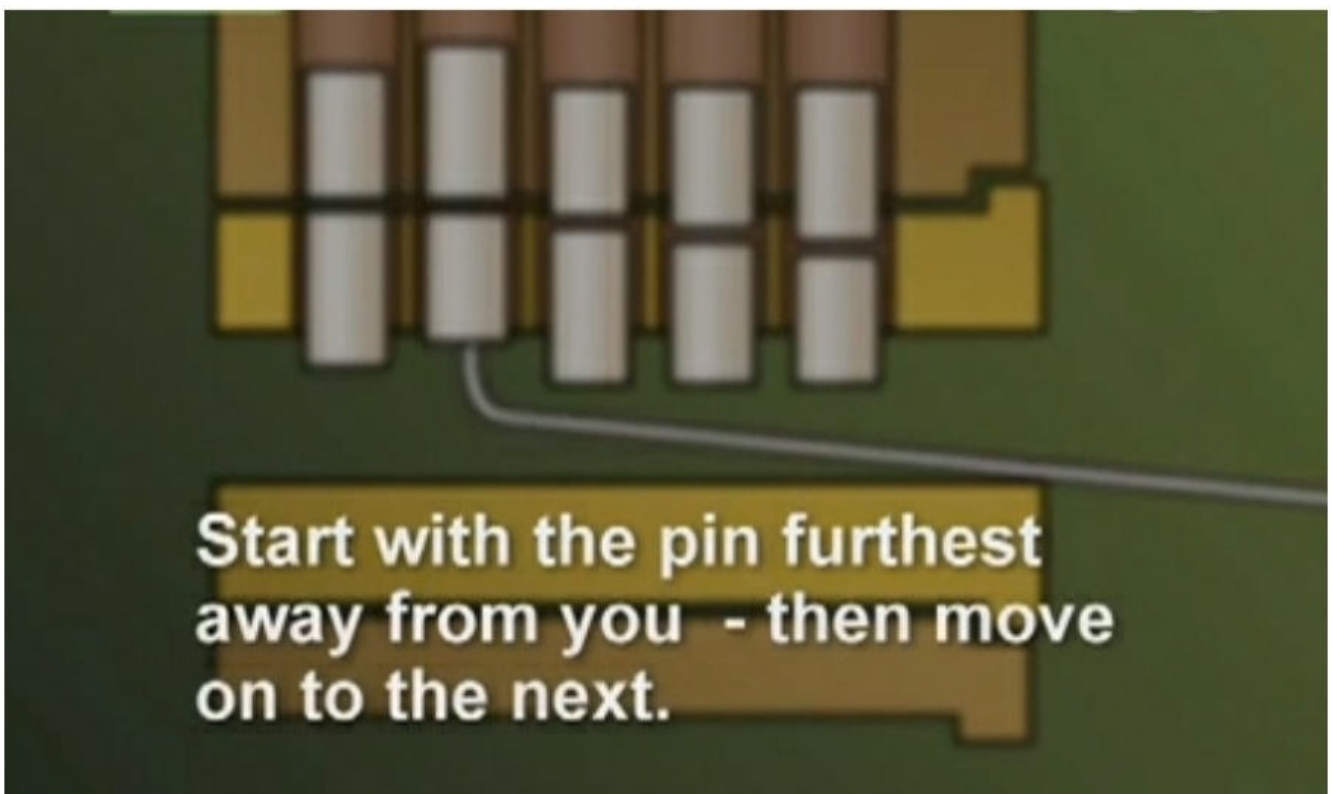 Start with the pin furthest
away from you - then move
on to the next.